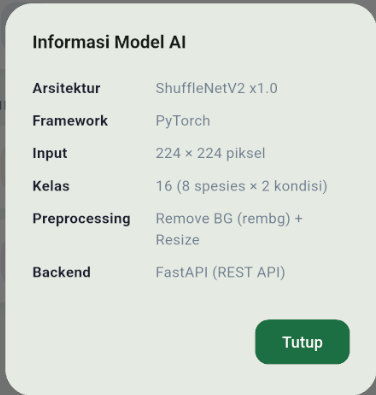 Informasi Model AI
Arsitektur ShuffleNetV2 x1.0
Framework PyTorch
Input 224 × 224 piksel
Kelas 16 (8 spesies × 2 kondisi)
Preprocessing Remove BG (rembg) +
Resize
Backend FastAPI (REST API)
Tutup